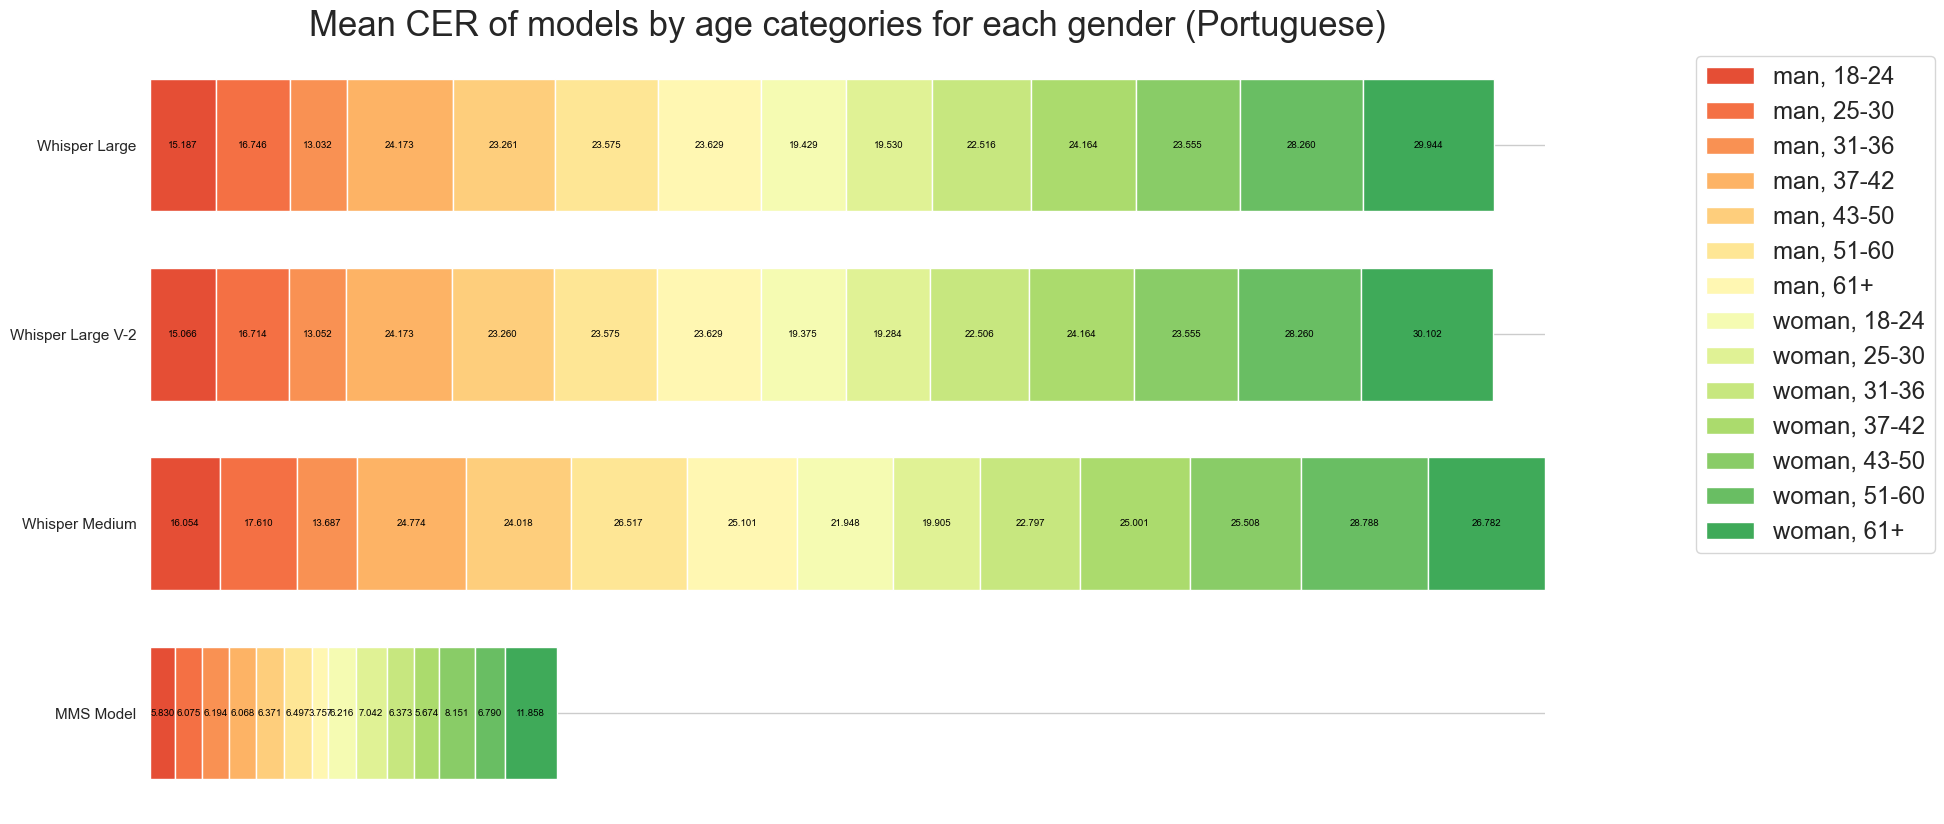 Mean CER of models by age categories for each gender (Portuguese)
Whisper Large
15.187 16.746 13.032 24.173 23.261 23.575 23.629 19.429 19.530 22.516 24.164 23.555 28.260 29.944
Whisper Large V-2
15.066 16.714 13.052 24.173 23.260 23.575 23.629 19.375 19.284 22.506 24.164 23.555 28.260 30.102
Whisper Medium
16.054 17.610 13.687 24.774 24.018 26.517 25.101 21.948 19.905 22.797 25.001 25.508 28.788 26.782
MMS Model
5.830 6.075 6.194 6.068 6.371 6.497 3.757 6.216 7.042 6.373 5.674 8.151 6.790 11.858
man, 18-24
man, 25-30
man, 31-36
man, 37-42
man, 43-50
man, 51-60
man, 61+
woman, 18-24
woman, 25-30
woman, 31-36
woman, 37-42
woman, 43-50
woman, 51-60
woman, 61+